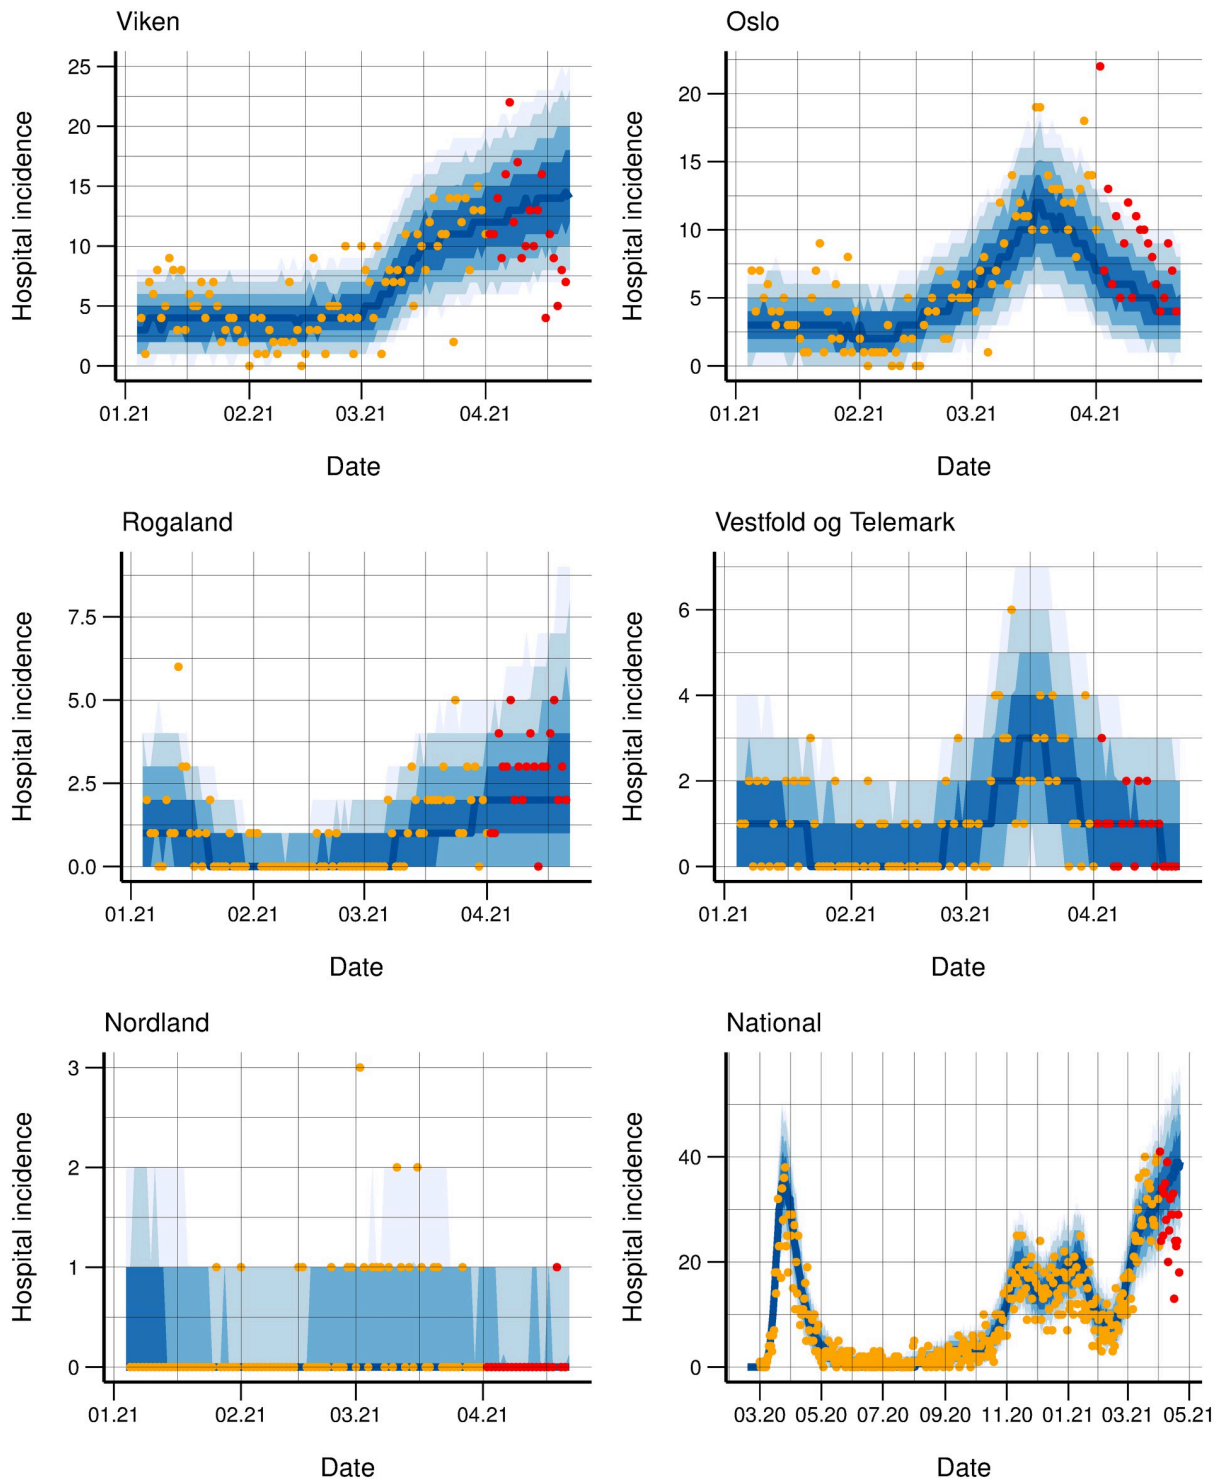 Viken
Hospital incidence
25
20
15
10
5
0
01.21 02.21 03.21 04.21
Date
Oslo
Hospital incidence
20
15
10
5
0
01.21 02.21 03.21 04.21
Date
Rogaland
Hospital incidence
7.5
5.0
2.5
0.0
01.21 02.21 03.21 04.21
Date
Vestfold og Telemark
Hospital incidence
6
4
2
0
01.21 02.21 03.21 04.21
Date
Nordland
Hospital incidence
3
2
1
0
01.21 02.21 03.21 04.21
Date
National
Hospital incidence
40
20
0
03.20 05.20 07.20 09.20 11.20 01.21 03.21 05.21
Date